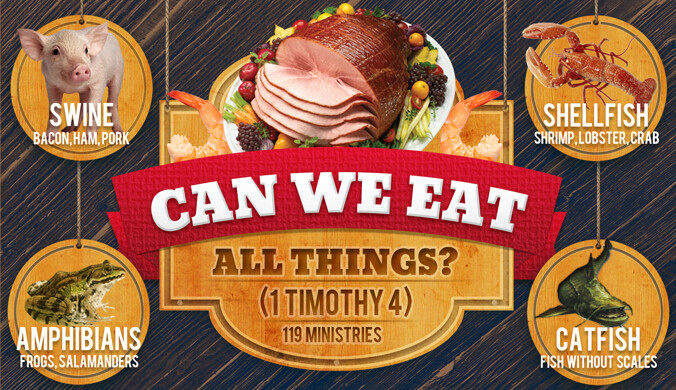 SWINE
BACON, HAM, PORK
SHELLFISH
SHRIMP, LOBSTER, CRAB
CAN WE EAT
ALL THINGS?
(1 TIMOTHY 4)
119 MINISTRIES
AMPHIBIANS
FROGS, SALAMANDERS
CATFISH
FISH WITHOUT SCALES